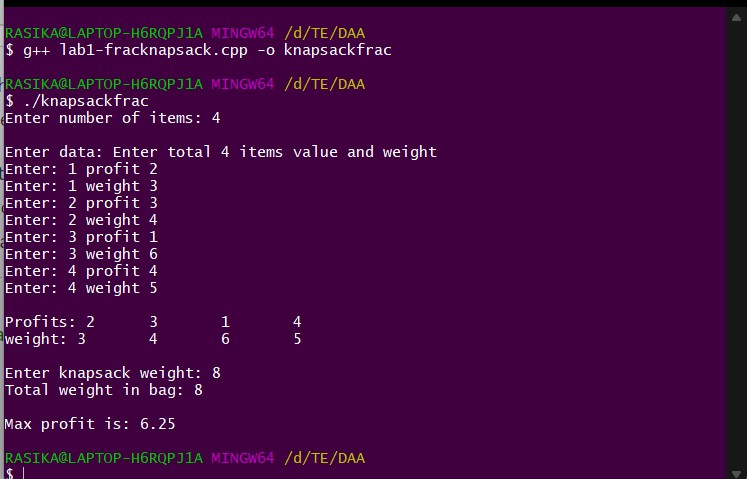 RASIKA@LAPTOP-H6RQPJ1A MINGW64 /d/TE/DAA
$ g++ lab1-fracknapsack.cpp -o knapsackfrac
RASIKA@LAPTOP-H6RQPJ1A MINGW64 /d/TE/DAA
$ ./knapsackfrac
Enter number of items: 4
Enter data: Enter total 4 items value and weight
Enter: 1 profit 2
Enter: 1 weight 3
Enter: 2 profit 3
Enter: 2 weight 4
Enter: 3 profit 1
Enter: 3 weight 6
Enter: 4 profit 4
Enter: 4 weight 5
Profits: 2 3 1 4
weight: 3 4 6 5
Enter knapsack weight: 8
Total weight in bag: 8
Max profit is: 6.25
RASIKA@LAPTOP-H6RQPJ1A MINGW64 /d/TE/DAA
$